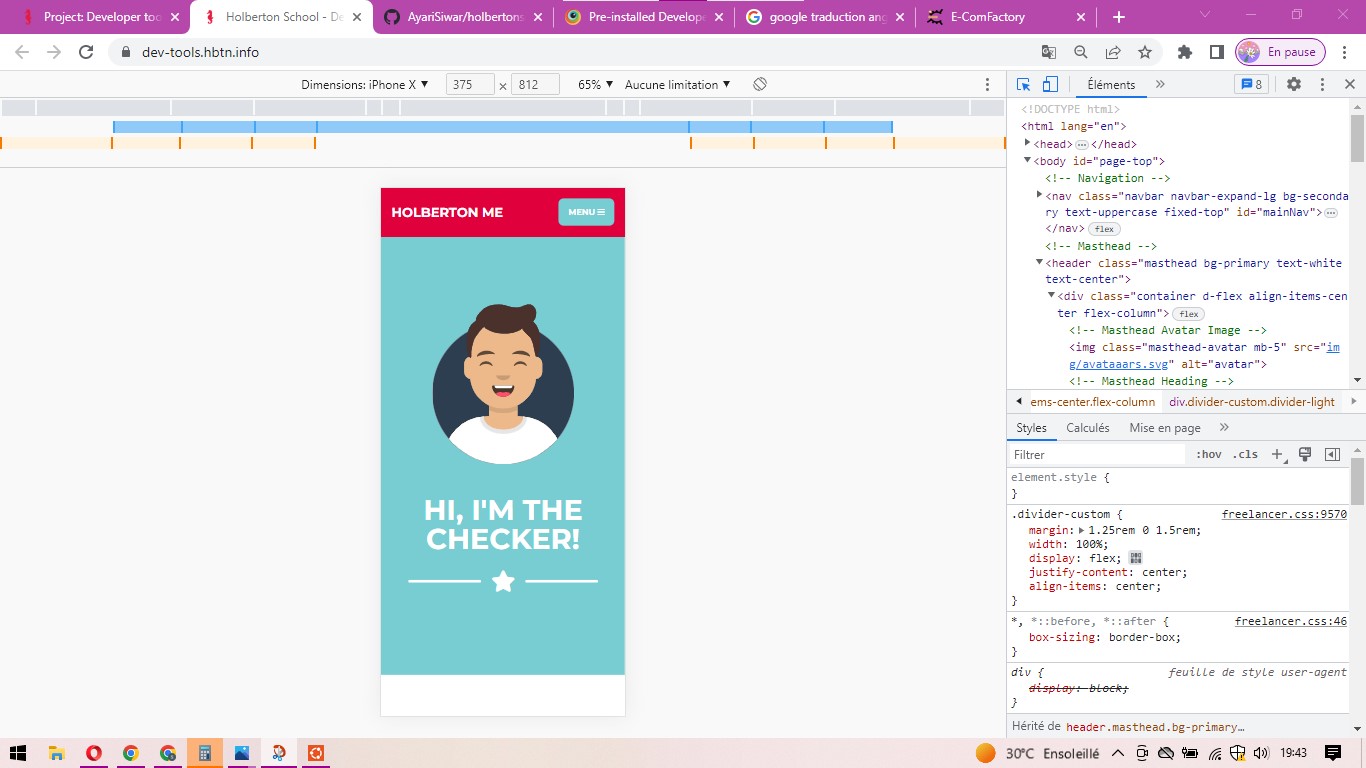 Project: Developer too
Holberton School - De
AyariSiwar/holbertons
Pre-installed Develope
google traduction ang
E-ComFactory
dev-tools.hbtn.info
En pause
Dimensions: iPhone X ▼ 375 x 812 65% ▼ Aucune limitation ▼
HOLBERTON ME
MENU
HI, I'M THE
CHECKER!
Éléments
8
<!DOCTYPE html>
<html lang="en">
<head>…</head>
<body id="page-top">
<!-- Navigation -->
<nav class="navbar navbar-expand-lg bg-seconda
ry text-uppercase fixed-top" id="mainNav">…
</nav> flex
<!-- Masthead -->
<header class="masthead bg-primary text-white
text-center">
<div class="container d-flex align-items-cen
ter flex-column"> flex
<!-- Masthead Avatar Image -->
<img class="masthead-avatar mb-5" src="im
g/avataaars.svg" alt="avatar">
<!-- Masthead Heading -->
ems-center.flex-column div.divider-custom.divider-light
Styles Calculés Mise en page
Filtrer :hov .cls
element.style {
}
.divider-custom { freelancer.css:9570
margin: 1.25rem 0 1.5rem;
width: 100%;
display: flex;
justify-content: center;
align-items: center;
}
*, *::before, *::after { freelancer.css:46
box-sizing: border-box;
}
div { feuille de style user-agent
display: block;
}
Hérité de header.masthead.bg-primary…
30°C Ensoleillé
19:43